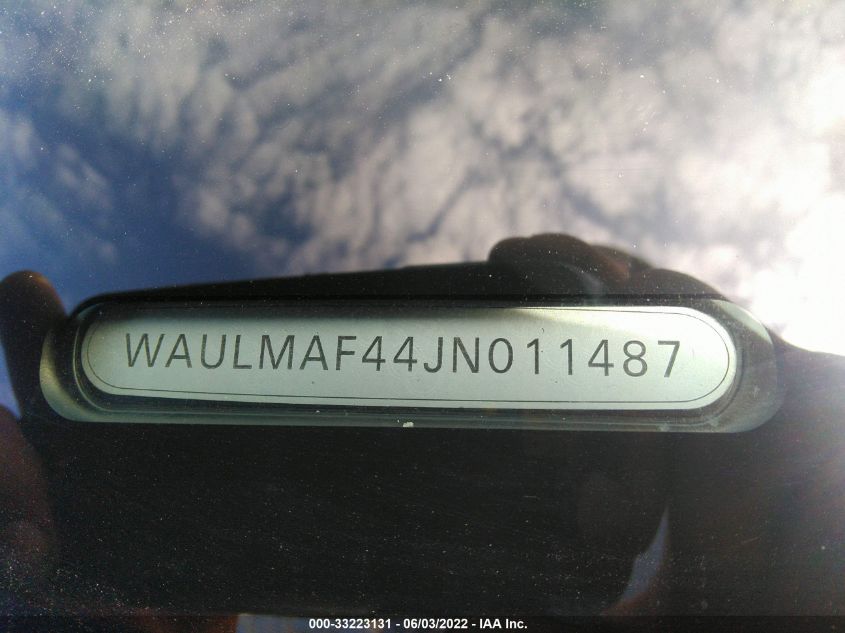 WAULMAF44JN011487
000-33223131 - 06/03/2022 - IAA Inc.